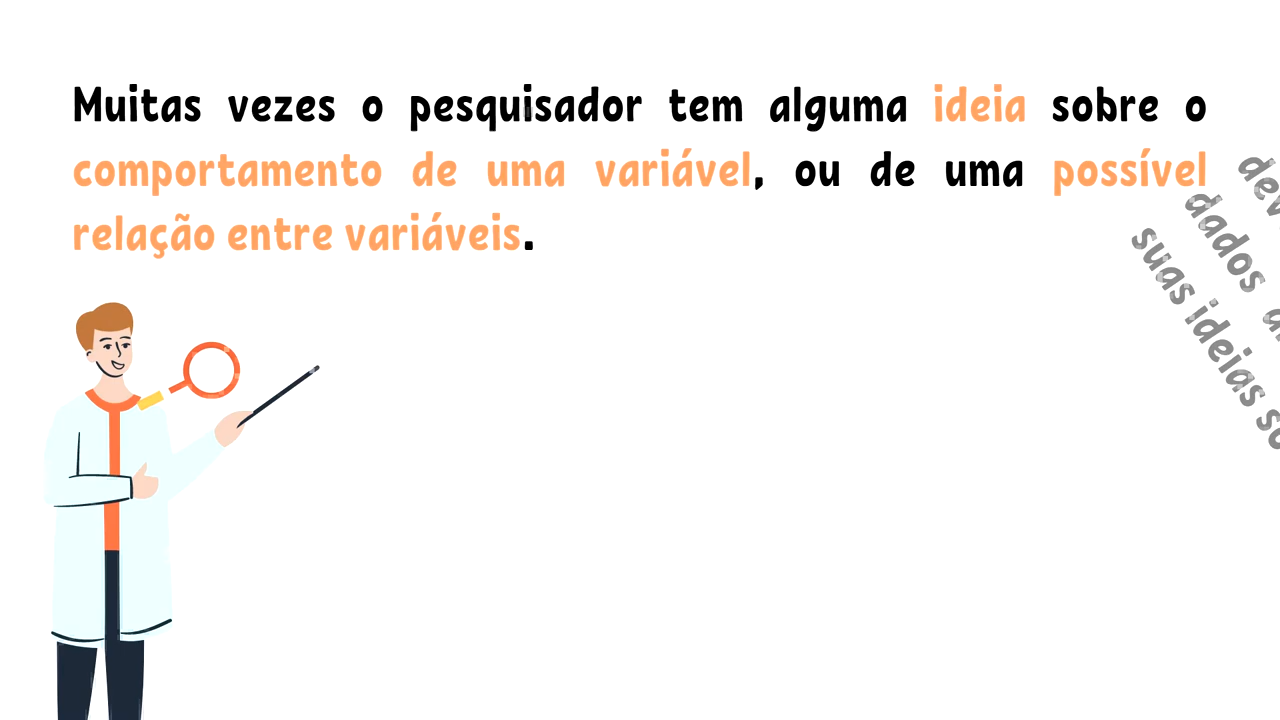 Muitas vezes o pesquisador tem alguma ideia sobre o
comportamento de uma variável, ou de uma possível
relação entre variáveis.
dados
suas ideias